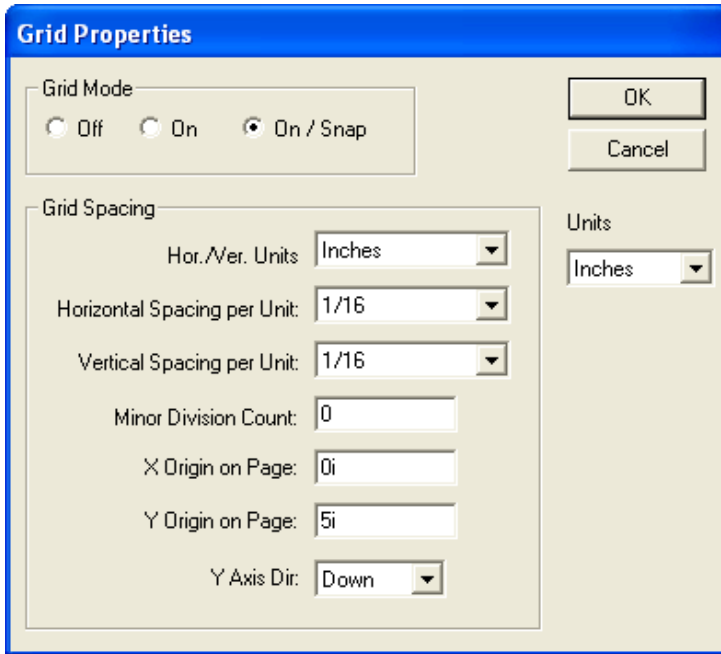 Grid Properties
Grid Mode
Off On On / Snap
OK
Cancel
Grid Spacing
Hor./Ver. Units Inches
Horizontal Spacing per Unit: 1/16
Vertical Spacing per Unit: 1/16
Minor Division Count: 0
X Origin on Page: 0i
Y Origin on Page: 5i
Y Axis Dir: Down
Units
Inches